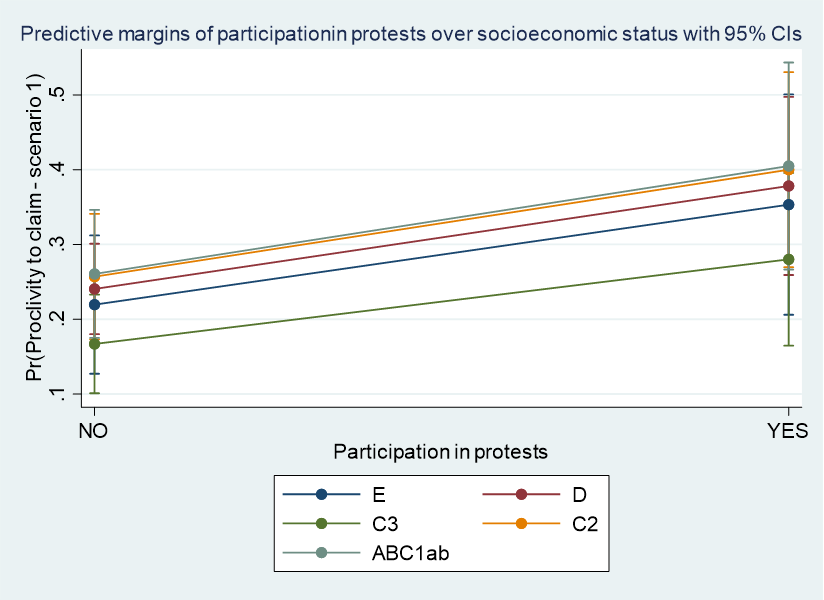 Predictive margins of participationin protests over socioeconomic status with 95% CIs
Pr(Proclivity to claim - scenario 1)
.5
.4
.3
.2
.1
NO
YES
Participation in protests
E
D
C3
C2
ABC1ab